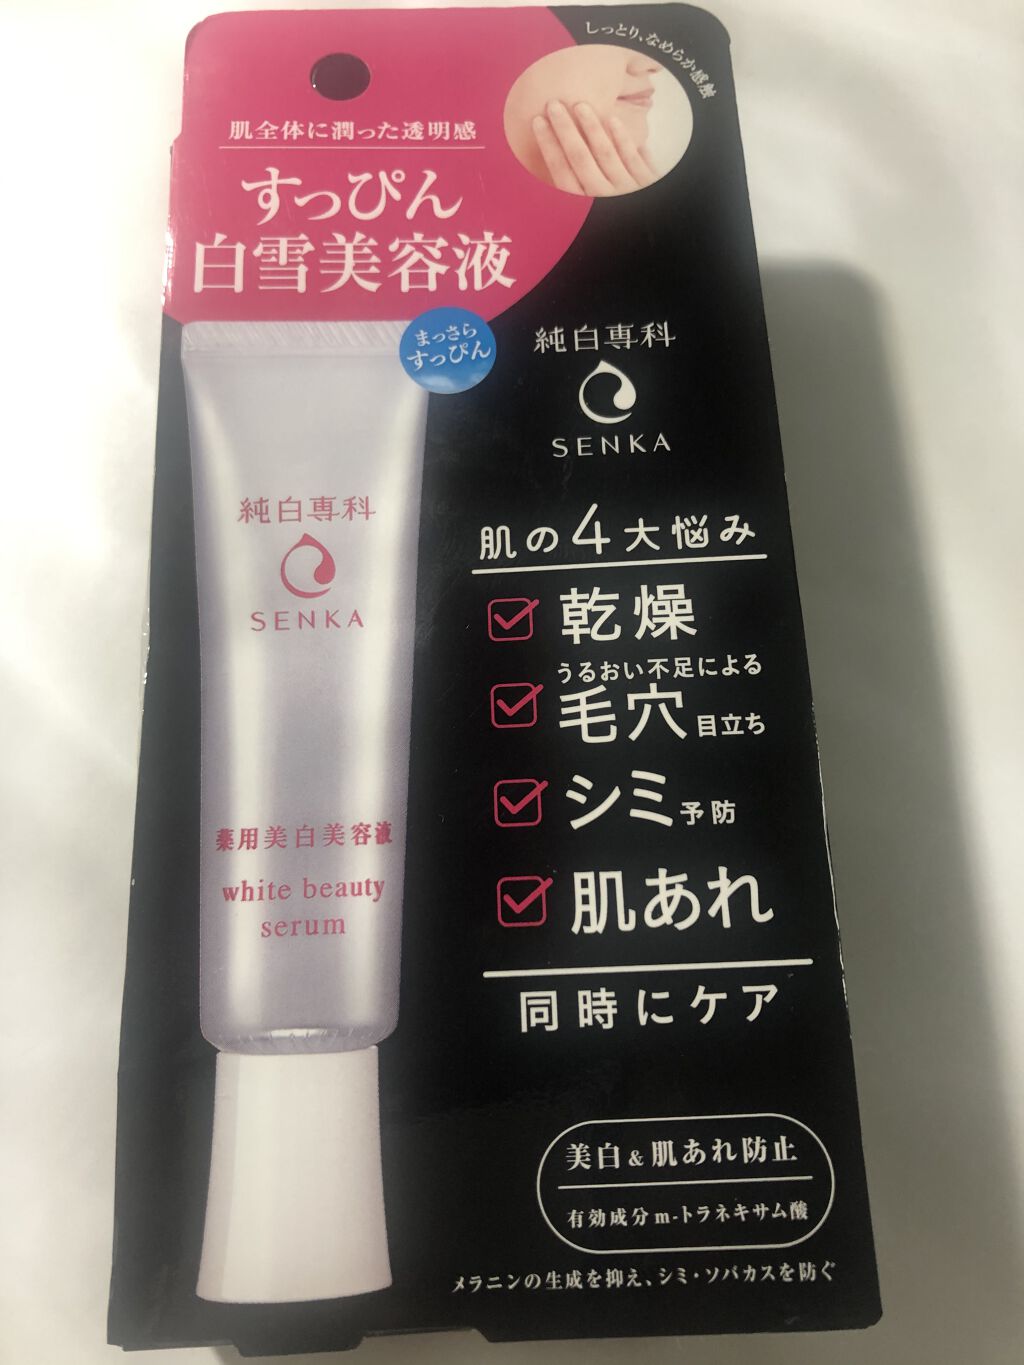 しっとり、なめらか感触
肌全体に潤った透明感
すっぴん
白雪美容液
まっさら
すっぴん
純白専科
SENKA
純白専科
SENKA
薬用美白美容液
white beauty
serum
肌の4大悩み
乾燥
うるおい不足による
毛穴目立ち
シミ予防
肌あれ
同時にケア
美白&肌あれ防止
有効成分m-トラネキサム酸
メラニンの生成を抑え、シミ・ソバカスを防ぐ